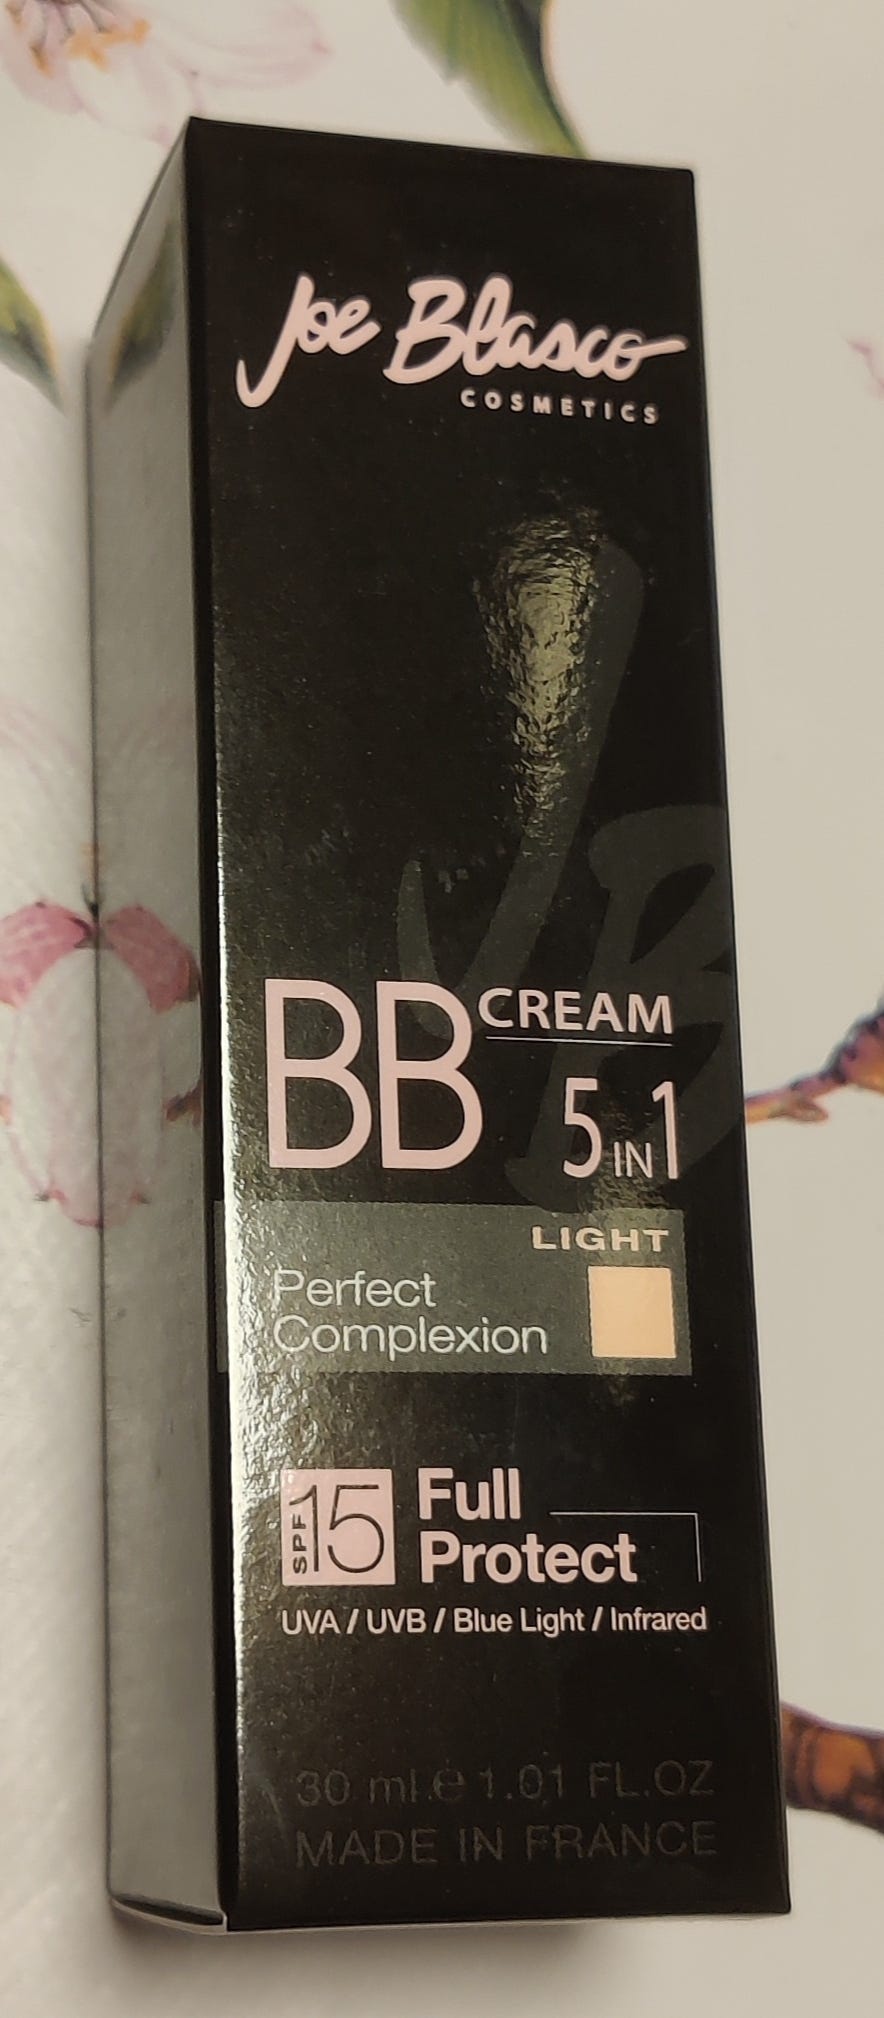 Joe Blasco
COSMETICS
JB
BB CREAM
5 IN 1
LIGHT
Perfect
Complexion
SPF 15 Full
Protect
UVA / UVB / Blue Light / Infrared
30 ml e 1.01 FL.OZ
MADE IN FRANCE